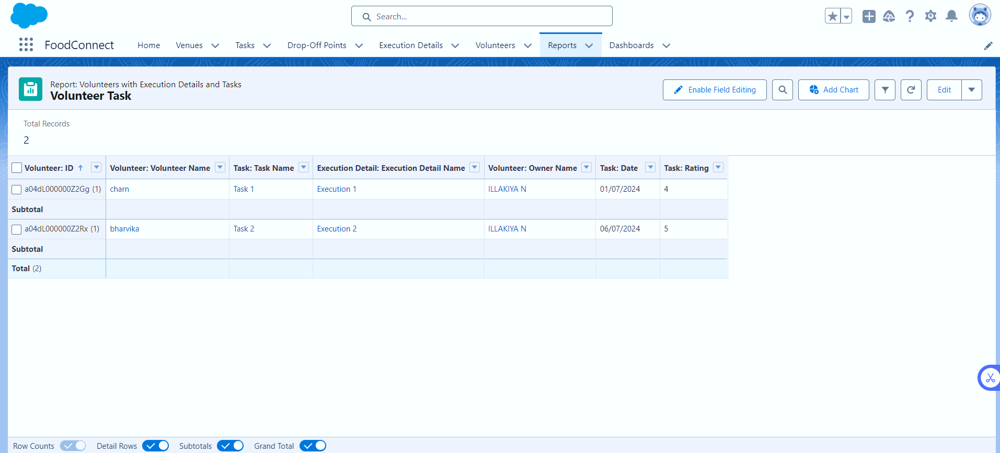 Search...
FoodConnect Home Venues Tasks Drop-Off Points Execution Details Volunteers Reports Dashboards
Report: Volunteers with Execution Details and Tasks
Volunteer Task
Enable Field Editing Add Chart Edit
Total Records
2
Volunteer: ID ↑ Volunteer: Volunteer Name Task: Task Name Execution Detail: Execution Detail Name Volunteer: Owner Name Task: Date Task: Rating
a04dL000000Z2Gg (1) charn Task 1 Execution 1 ILLAKIYA N 01/07/2024 4
Subtotal
a04dL000000Z2Rx (1) bharvika Task 2 Execution 2 ILLAKIYA N 06/07/2024 5
Subtotal
Total (2)
Row Counts Detail Rows Subtotals Grand Total